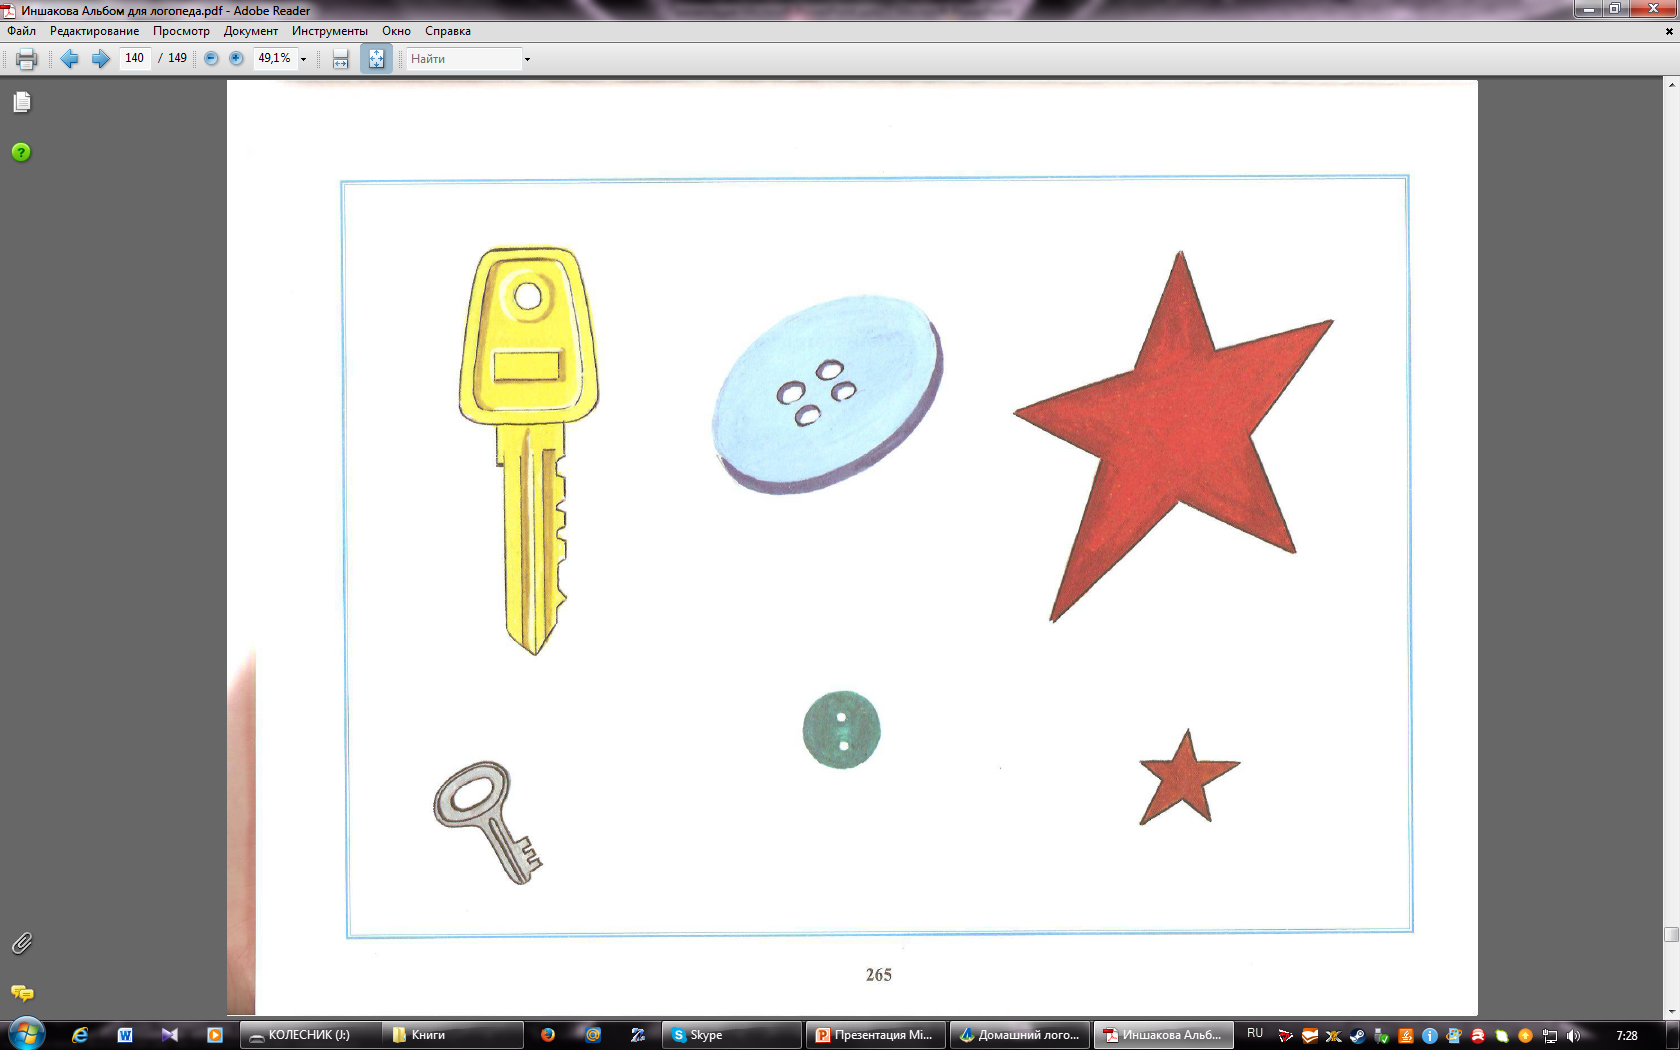 Иншакова Альбом для логопеда.pdf - Adobe Reader
Файл Редактирование Просмотр Документ Инструменты Окно Справка
140 / 149 49,1% Найти
265
КОЛЕСНИК (J:) Книги Skype Презентация Mi... Домашний лого... Иншакова Альб... RU 7:28